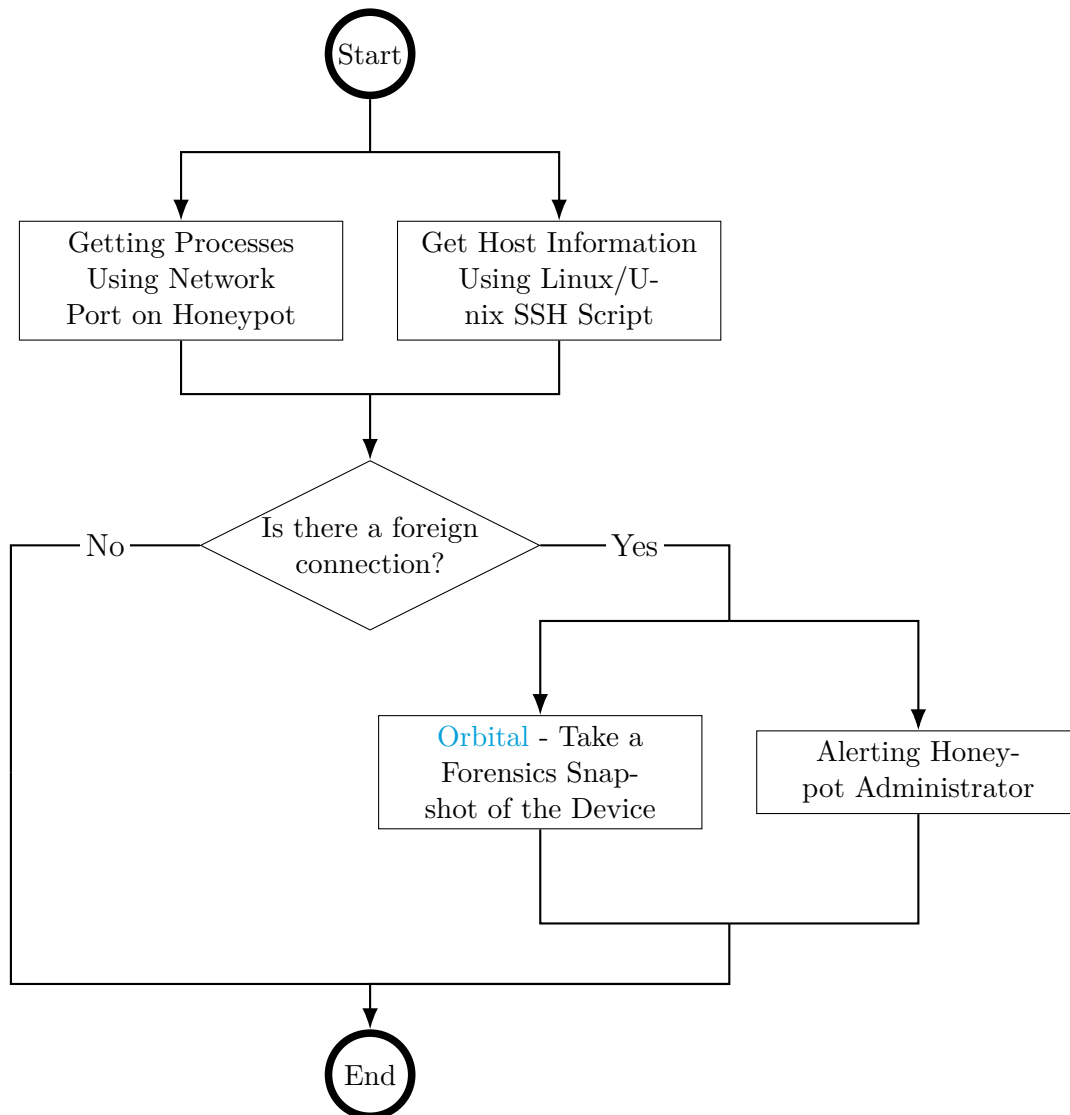 Start
Getting Processes
Using Network
Port on Honeypot
Get Host Information
Using Linux/U-
nix SSH Script
Is there a foreign
connection?
No
Yes
Orbital - Take a
Forensics Snap-
shot of the Device
Alerting Honey-
pot Administrator
End